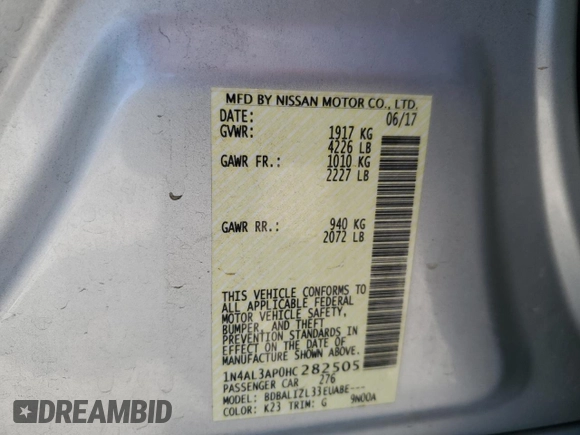 MFD BY NISSAN MOTOR CO., LTD.
DATE: 06/17
GVWR: 1917 KG
4226 LB
GAWR FR.: 1010 KG
2227 LB
GAWR RR.: 940 KG
2072 LB
THIS VEHICLE CONFORMS TO
ALL APPLICABLE FEDERAL
MOTOR VEHICLE SAFETY,
BUMPER, AND THEFT
PREVENTION STANDARDS IN
EFFECT ON THE DATE OF
MANUFACTURE SHOWN ABOVE.
1N4AL3AP0HC282505
PASSENGER CAR 276
MODEL: BDBALIZL33EUABE---
COLOR: K23 TRIM: G 9N00A
DREAMBID
DREAMBID